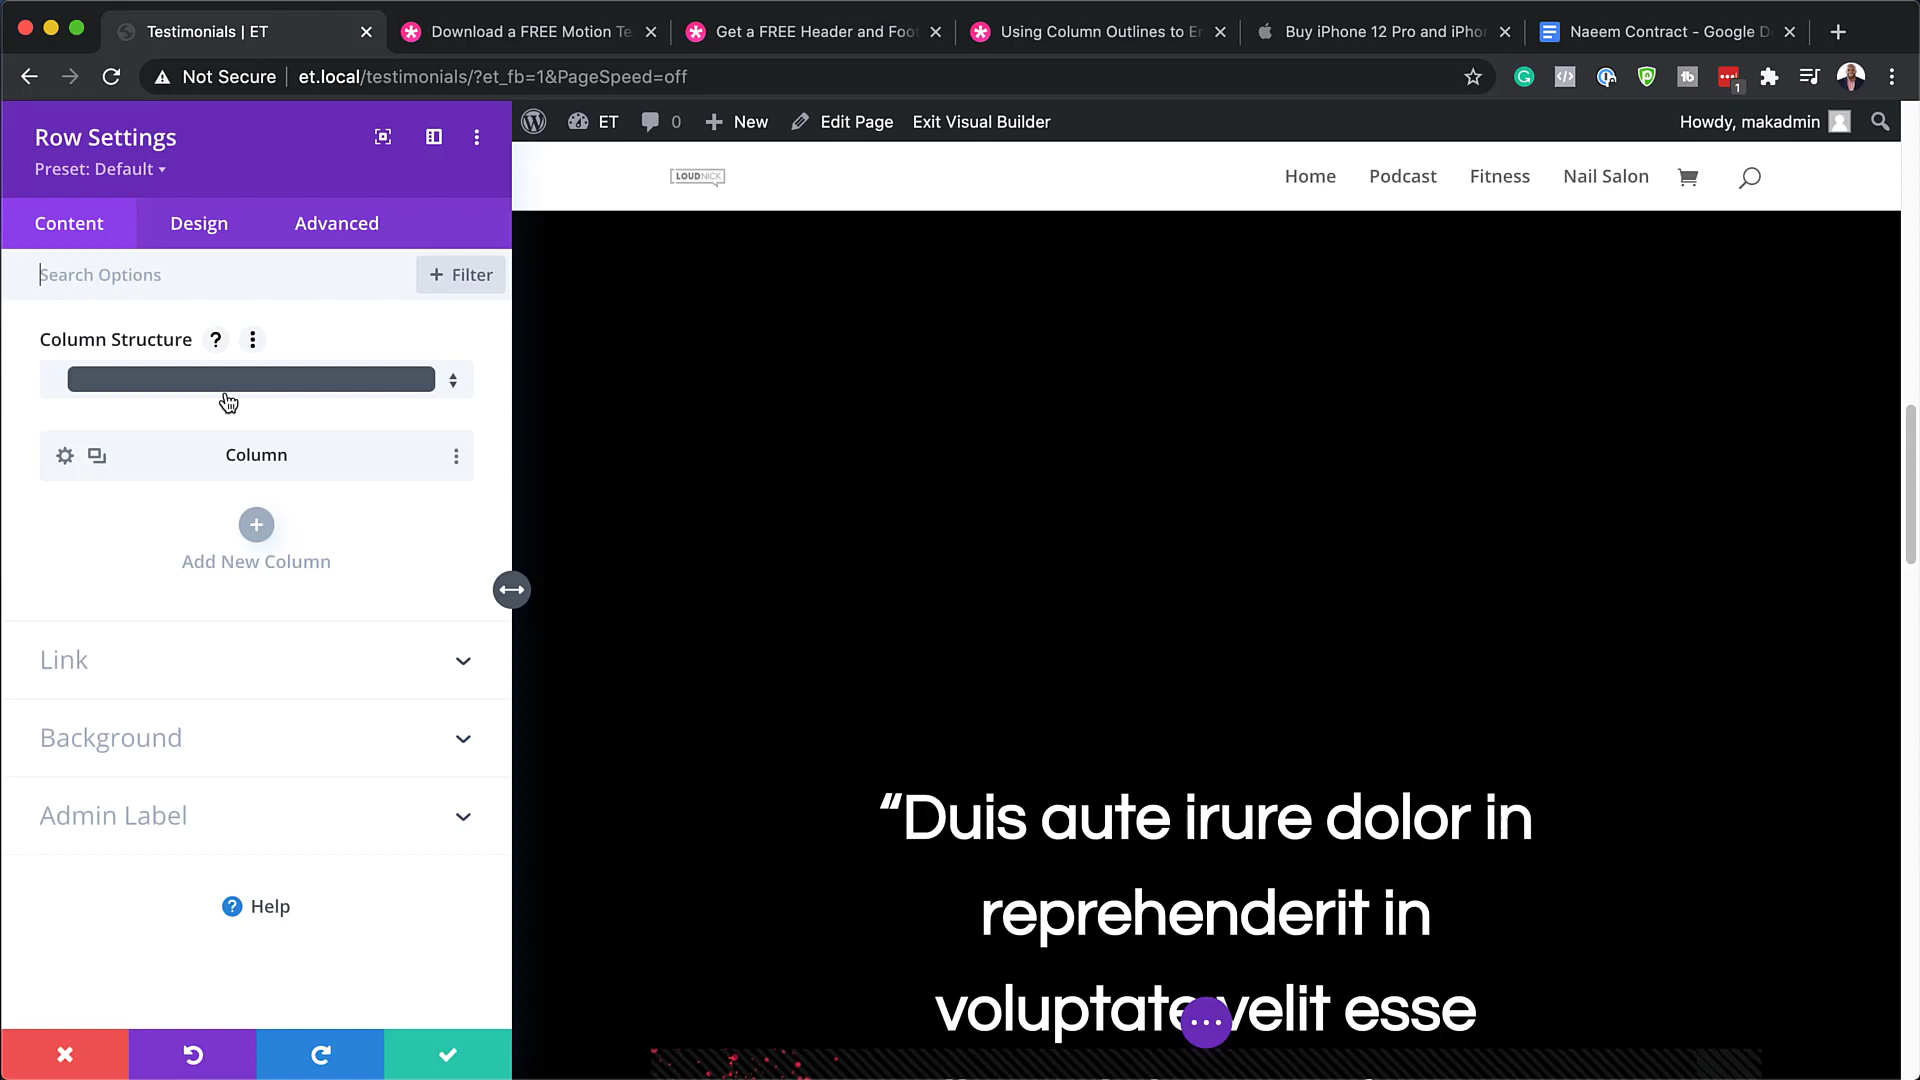 Testimonials | ET
Download a FREE Motion Te
Get a FREE Header and Foot
Using Column Outlines to E
Buy iPhone 12 Pro and iPho
Naeem Contract - Google D
Not Secure
et.local/testimonials/?et_fb=1&PageSpeed=off
1
Row Settings
Preset: Default
Content
Design
Advanced
Search Options
+ Filter
Column Structure
?
Column
+
Add New Column
Link
Background
Admin Label
? Help
ET
0
+ New
Edit Page
Exit Visual Builder
Howdy, makadmin
LOUDNICK
Home
Podcast
Fitness
Nail Salon
“Duis aute irure dolor in
reprehenderit in
voluptate velit esse